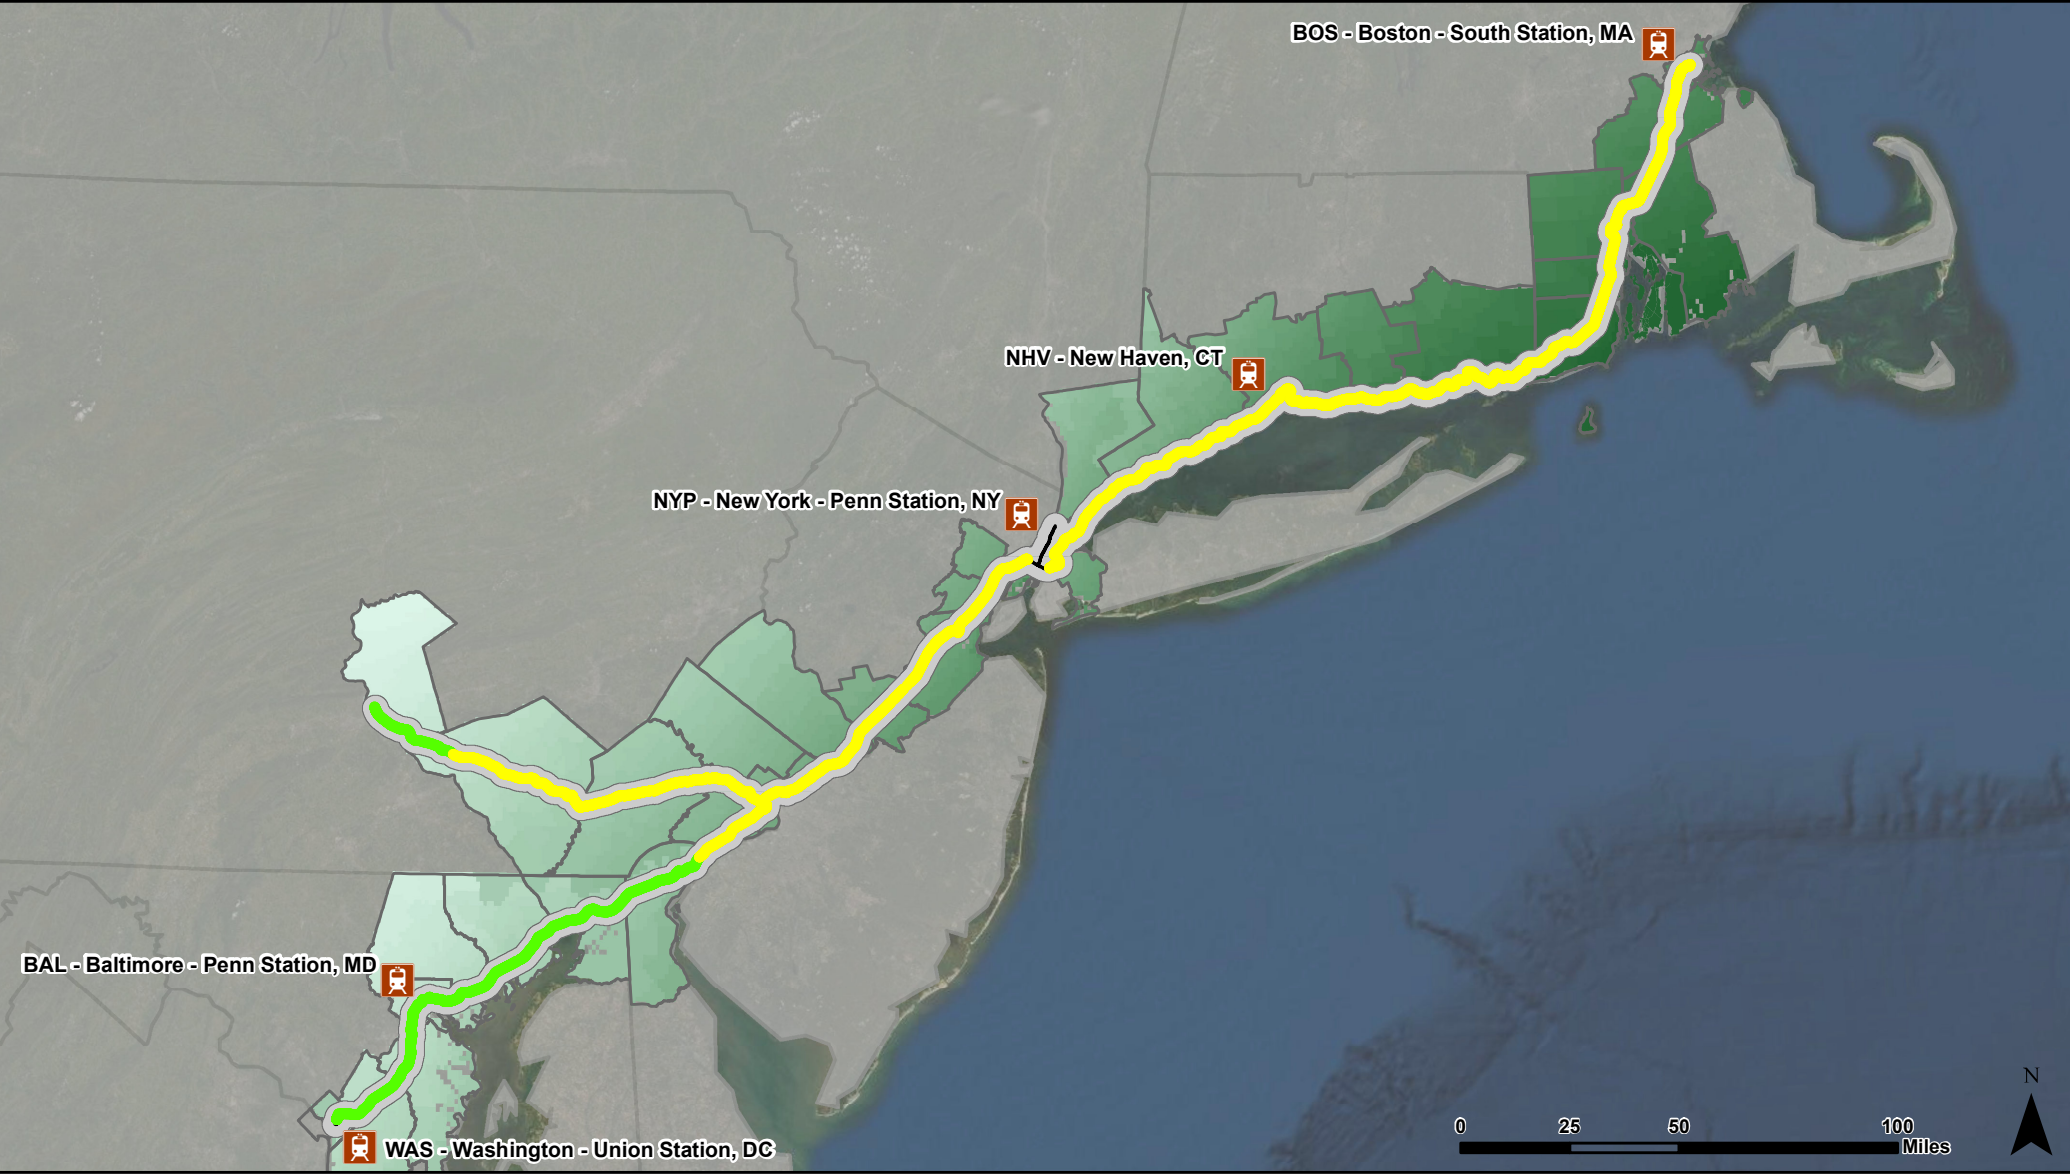 BOS - Boston - South Station, MA
NHV - New Haven, CT
NYP - New York - Penn Station, NY
BAL - Baltimore - Penn Station, MD
WAS - Washington - Union Station, DC
N
0 25 50 100
Miles